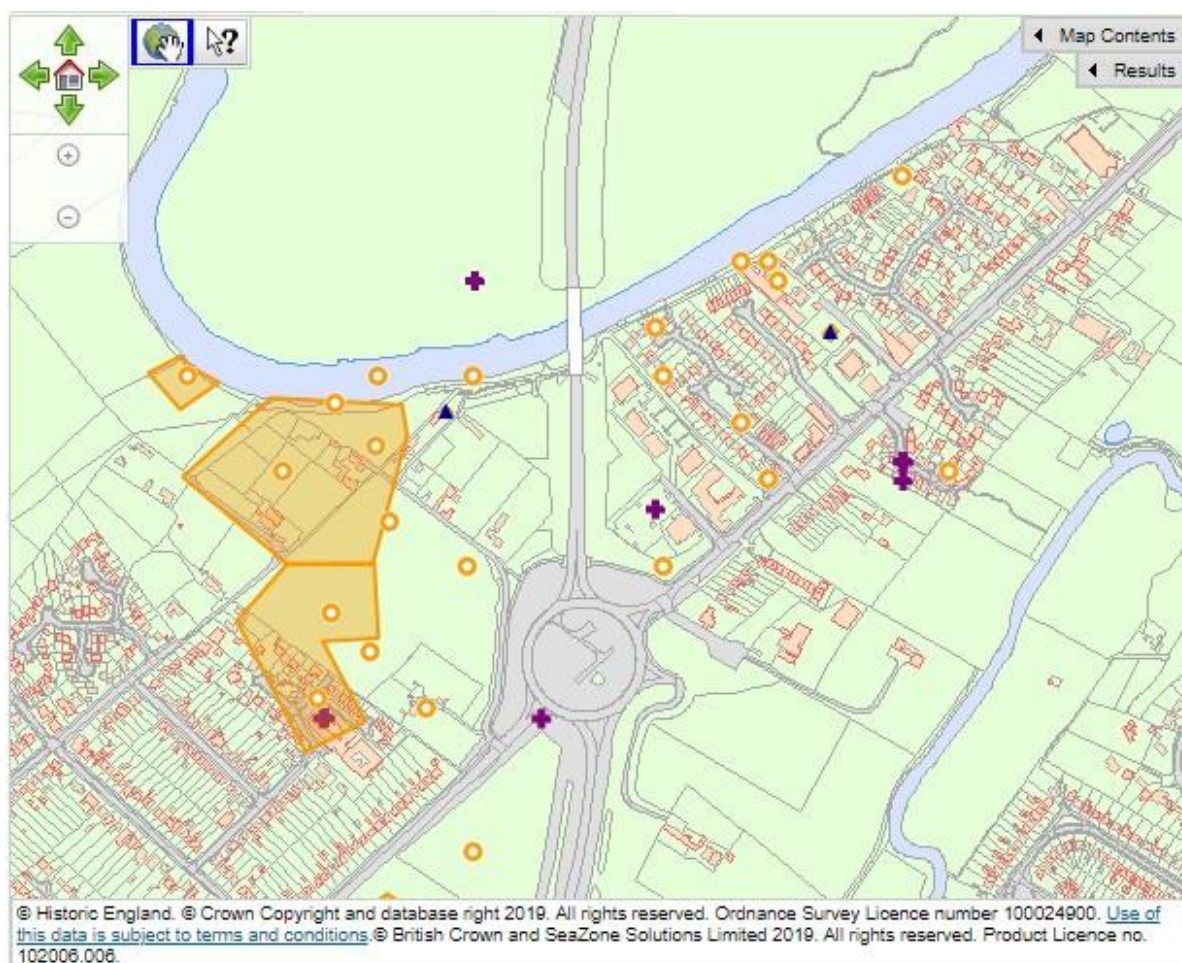 ?
Map Contents
Results
+
−
© Historic England. © Crown Copyright and database right 2019. All rights reserved. Ordnance Survey Licence number 100024900. Use of
this data is subject to terms and conditions.© British Crown and SeaZone Solutions Limited 2019. All rights reserved. Product Licence no.
102006.006.